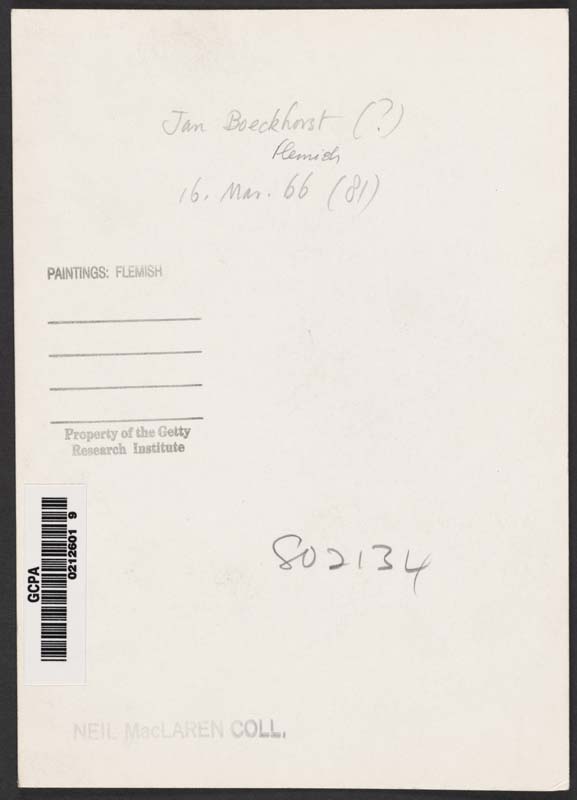 Jan Boeckhorst (?)
Flemish
16. Mar. 66 (81)
PAINTINGS: FLEMISH
Property of the Getty
Research Institute
GCPA
0212601 9
802134
NEIL MacLAREN COLL.